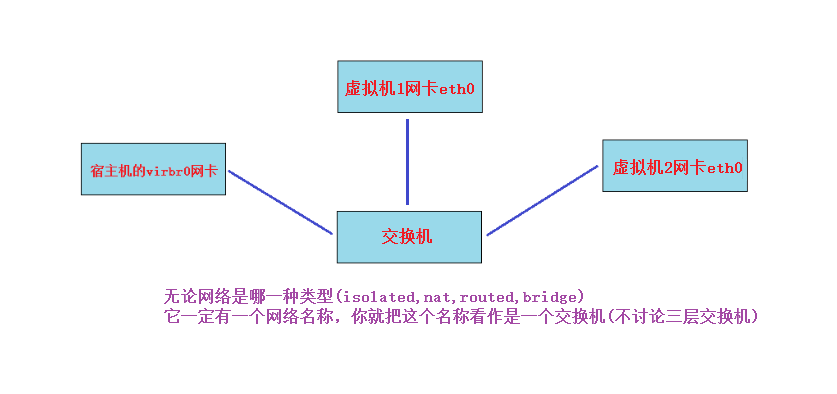 虚拟机1网卡eth0
宿主机的virbr0网卡
虚拟机2网卡eth0
交换机
无论网络是哪一种类型(isolated,nat,routed,bridge)
它一定有一个网络名称，你就把这个名称看作是一个交换机(不讨论三层交换机)